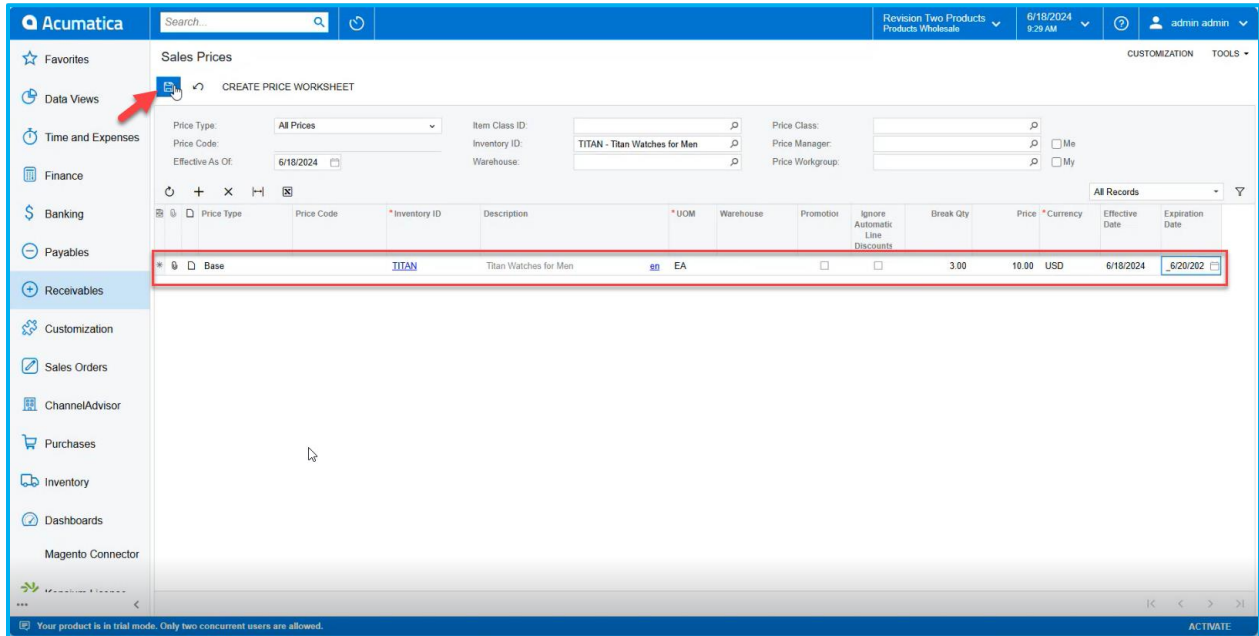 Acumatica
Search...
Revision Two Products
Products Wholesale
6/18/2024
9:29 AM
admin admin
Favorites
Data Views
Time and Expenses
Finance
Banking
Payables
Receivables
Customization
Sales Orders
ChannelAdvisor
Purchases
Inventory
Dashboards
Magento Connector
Sales Prices
CUSTOMIZATION TOOLS
CREATE PRICE WORKSHEET
Price Type: All Prices Item Class ID: Price Class:
Price Code: Inventory ID: TITAN - Titan Watches for Men Price Manager: Me
Effective As Of: 6/18/2024 Warehouse: Price Workgroup: My
All Records
Price Type Price Code *Inventory ID Description *UOM Warehouse Promotion Ignore Automatic Line Discounts Break Qty Price *Currency Effective Date Expiration Date
Base TITAN Titan Watches for Men en EA 3.00 10.00 USD 6/18/2024 _6/20/202
Your product is in trial mode. Only two concurrent users are allowed. ACTIVATE